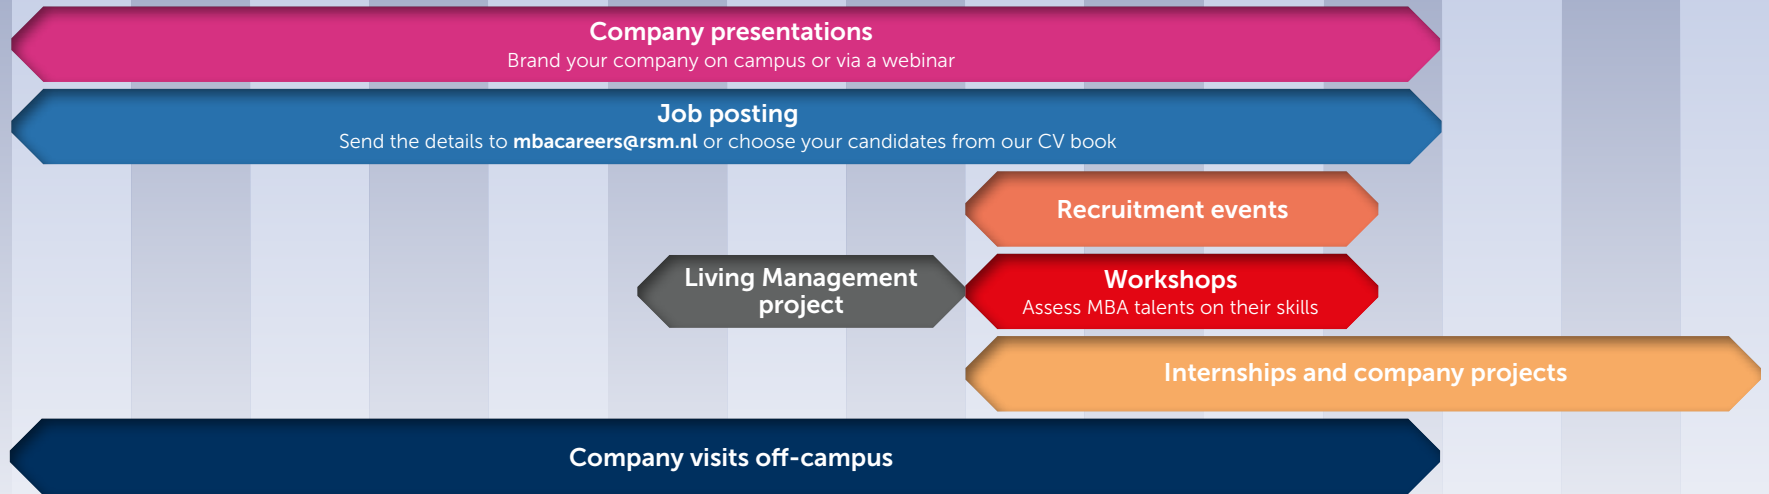 Company presentations
Brand your company on campus or via a webinar
Job posting
Send the details to mbacareers@rsm.nl or choose your candidates from our CV book
Recruitment events
Living Management
project
Workshops
Assess MBA talents on their skills
Internships and company projects
Company visits off-campus